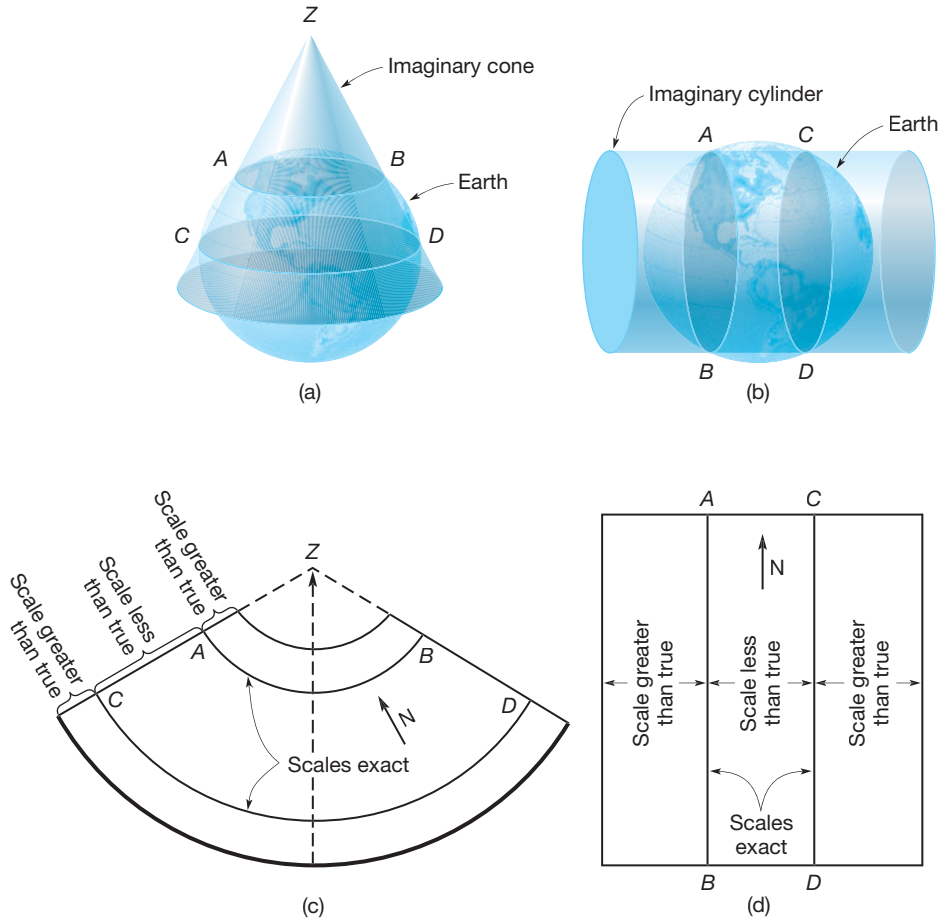 Z
Imaginary cone
A
B
Earth
C
D
(a)
Imaginary cylinder
Earth
A
C
B
D
(b)
Scale greater
than true
Scale less
than true
Scale greater
than true
Z
A
B
C
D
N
Scales exact
(c)
A
C
N
Scale greater
than true
Scale less
than true
Scale greater
than true
Scales
exact
B
D
(d)